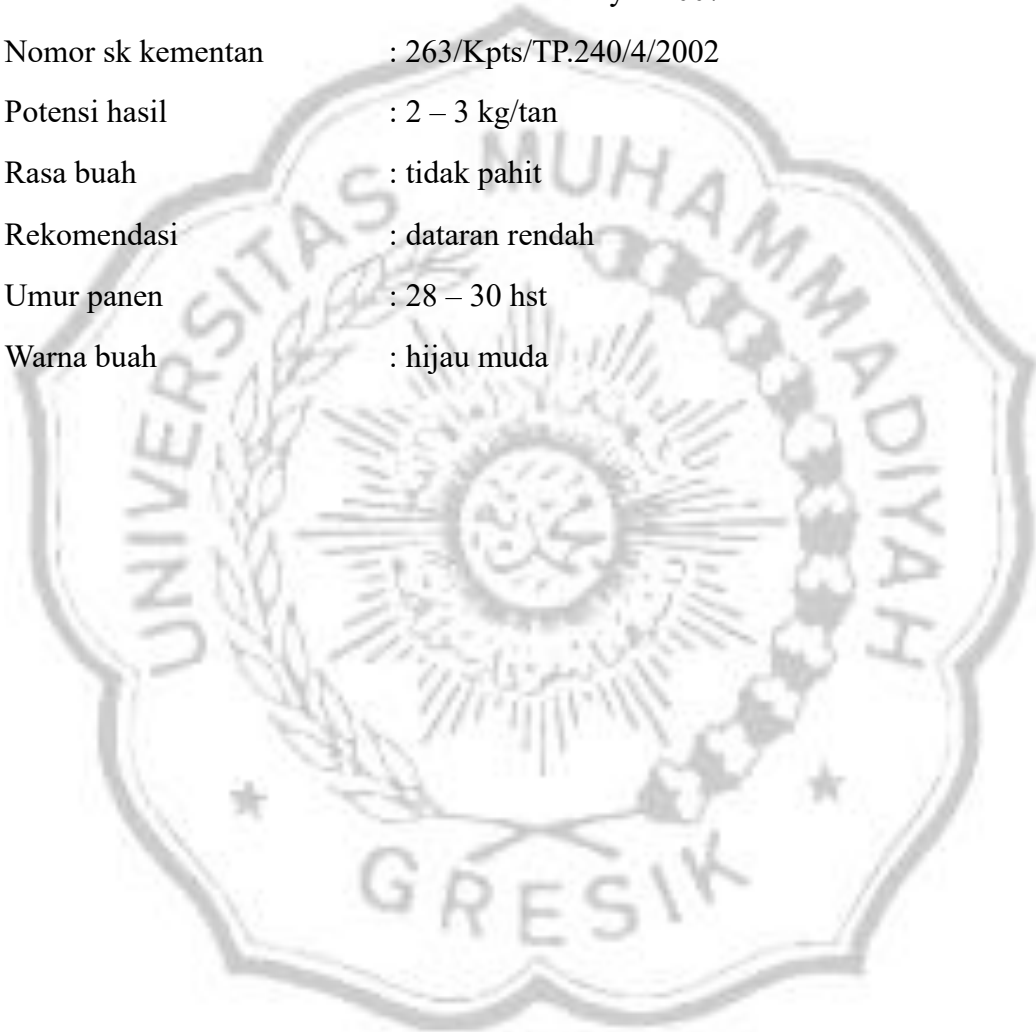 Nomor sk kementan : 263/Kpts/TP.240/4/2002
Potensi hasil : 2 – 3 kg/tan
Rasa buah : tidak pahit
Rekomendasi : dataran rendah
Umur panen : 28 – 30 hst
Warna buah : hijau muda
UNIVERSITAS MUHAMMADIYAH
GRESIK